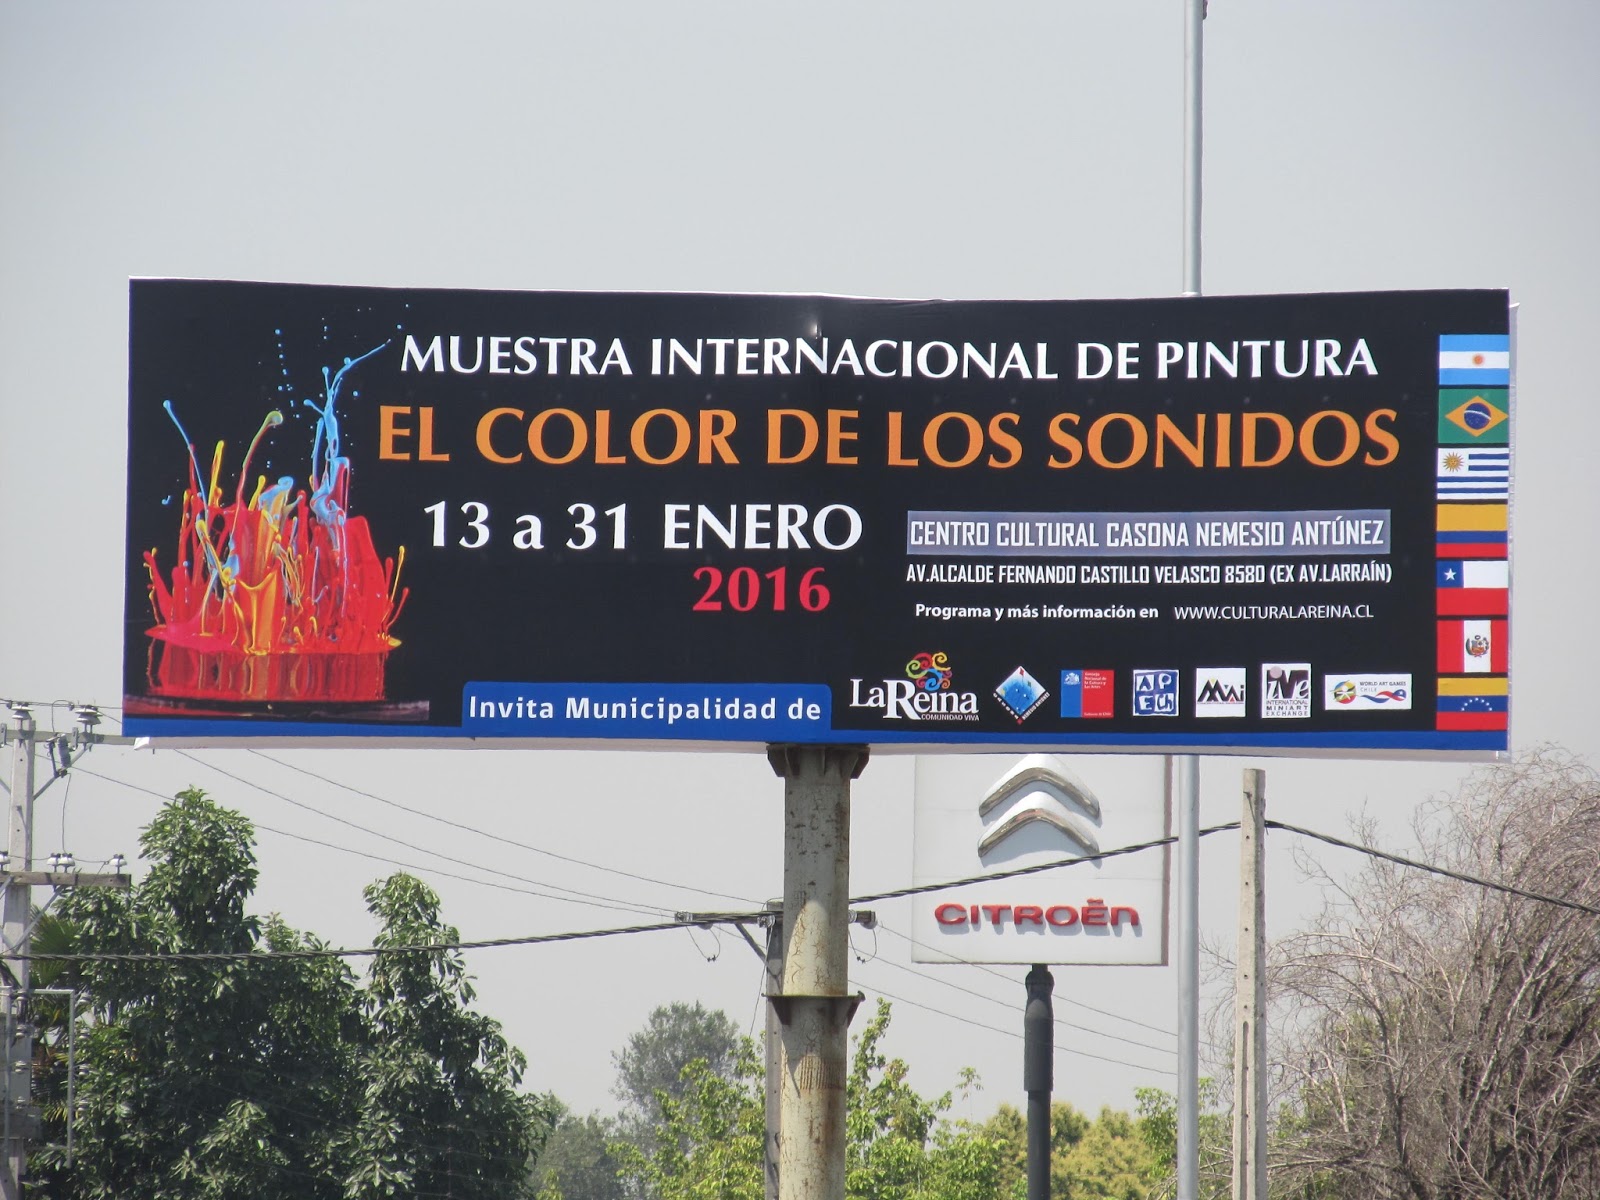 MUESTRA INTERNACIONAL DE PINTURA
EL COLOR DE LOS SONIDOS
13 a 31 ENERO
2016
CENTRO CULTURAL CASONA NEMESIO ANTÚNEZ
AV.ALCALDE FERNANDO CASTILLO VELASCO 8580 (EX AV.LARRAÍN)
Programa y más información en WWW.CULTURALAREINA.CL
Invita Municipalidad de
LaReina
COMUNIDAD VIVA
APECH
MAI
iMe
INTERNATIONAL
MINIART
EXCHANGE
WORLD ART GAMES
CHILE
CITROËN